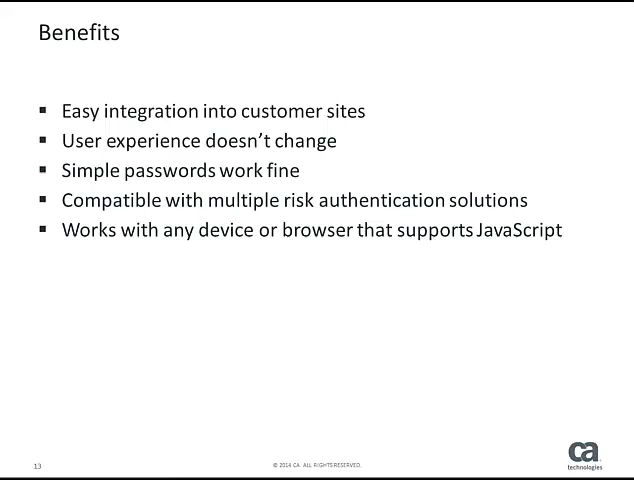 Benefits
▪ Easy integration into customer sites
▪ User experience doesn't change
▪ Simple passwords work fine
▪ Compatible with multiple risk authentication solutions
▪ Works with any device or browser that supports JavaScript
13
© 2014 CA. ALL RIGHTS RESERVED.
ca
technologies